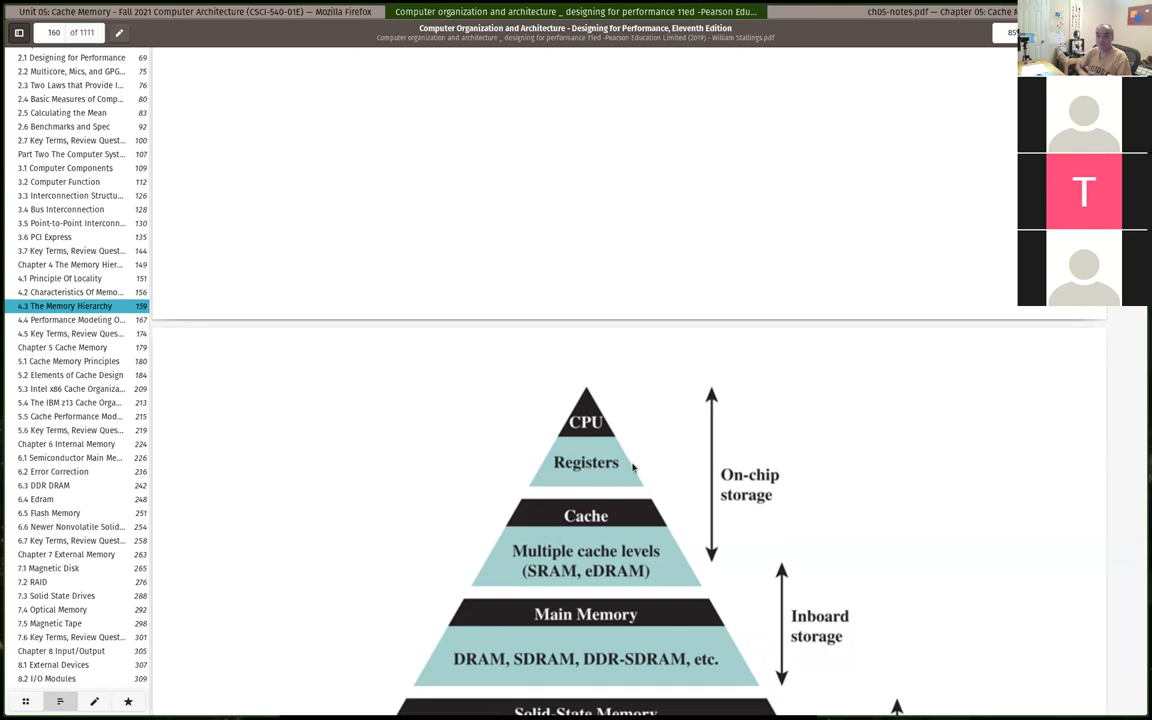 Unit 05: Cache Memory - Fall 2021 Computer Architecture (CSCI-540-01E) — Mozilla Firefox
Computer organization and architecture _ designing for performance 11ed -Pearson Edu...
ch05-notes.pdf — Chapter 05: Cache M
160 of 1111
Computer Organization and Architecture - Designing for Performance, Eleventh Edition
Computer organization and architecture _ designing for performance 11ed -Pearson Education Limited (2019) - William Stallings.pdf
85
2.1 Designing for Performance 69
2.2 Multicore, Mics, and GPG... 75
2.3 Two Laws that Provide I... 76
2.4 Basic Measures of Comp... 80
2.5 Calculating the Mean 83
2.6 Benchmarks and Spec 92
2.7 Key Terms, Review Quest... 100
Part Two The Computer Syst... 107
3.1 Computer Components 109
3.2 Computer Function 112
3.3 Interconnection Structu... 126
3.4 Bus Interconnection 128
3.5 Point-to-Point Interconn... 130
3.6 PCI Express 135
3.7 Key Terms, Review Quest... 144
Chapter 4 The Memory Hier... 149
4.1 Principle Of Locality 151
4.2 Characteristics Of Memo... 156
4.3 The Memory Hierarchy 159
4.4 Performance Modeling O... 167
4.5 Key Terms, Review Ques... 174
Chapter 5 Cache Memory 179
5.1 Cache Memory Principles 180
5.2 Elements of Cache Design 184
5.3 Intel x86 Cache Organiza... 209
5.4 The IBM z13 Cache Orga... 213
5.5 Cache Performance Mod... 215
5.6 Key Terms, Review Ques... 219
Chapter 6 Internal Memory 224
6.1 Semiconductor Main Me... 226
6.2 Error Correction 236
6.3 DDR DRAM 242
6.4 Edram 248
6.5 Flash Memory 251
6.6 Newer Nonvolatile Solid... 254
6.7 Key Terms, Review Quest... 258
Chapter 7 External Memory 263
7.1 Magnetic Disk 265
7.2 RAID 276
7.3 Solid State Drives 288
7.4 Optical Memory 292
7.5 Magnetic Tape 298
7.6 Key Terms, Review Quest... 301
Chapter 8 Input/Output 305
8.1 External Devices 307
8.2 I/O Modules 309
T
CPU
Registers
On-chip
storage
Cache
Multiple cache levels
(SRAM, eDRAM)
Main Memory
Inboard
storage
DRAM, SDRAM, DDR-SDRAM, etc.
Solid-State Memory